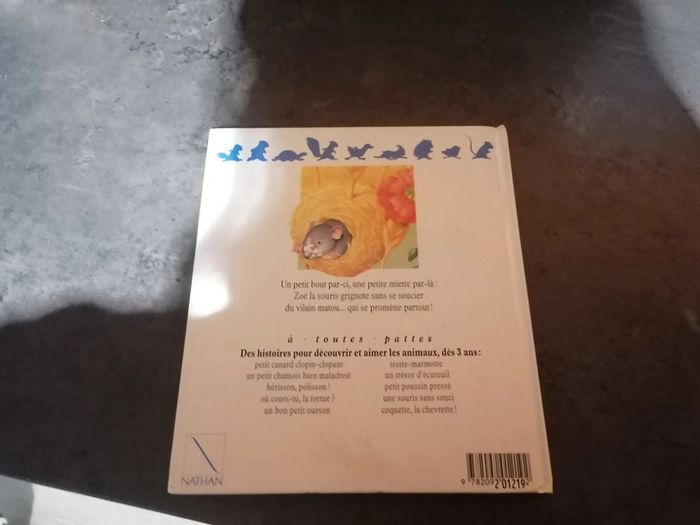 Un petit bout par-ci, une petite miette par-là :
Zoé la souris grignote sans se soucier
du vilain matou... qui se promène partout !
à · toutes · pattes
Des histoires pour découvrir et aimer les animaux, dès 3 ans :
petit canard clopin-clopant
un petit chamois bien maladroit
hérisson, polisson !
où cours-tu, la tortue ?
un bon petit ourson
trotte-marmotte
un trésor d'écureuil
petit poussin pressé
une souris sans souci
coquette, la chevrette !
NATHAN
9 782092 012192